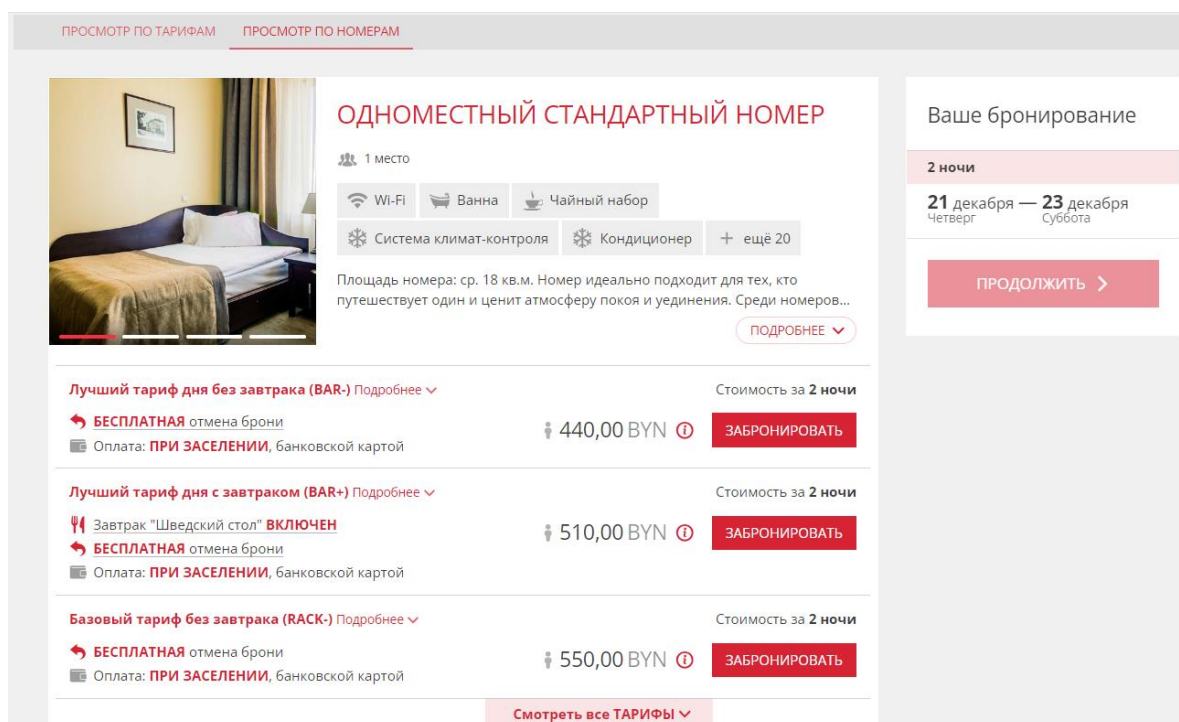 ПРОСМОТР ПО ТАРИФАМ
ПРОСМОТР ПО НОМЕРАМ
ОДНОМЕСТНЫЙ СТАНДАРТНЫЙ НОМЕР
1 место
Wi-Fi
Ванна
Чайный набор
Система климат-контроля
Кондиционер
+ ещё 20
Площадь номера: ср. 18 кв.м. Номер идеально подходит для тех, кто
путешествует один и ценит атмосферу покоя и уединения. Среди номеров...
ПОДРОБНЕЕ
Лучший тариф дня без завтрака (BAR-) Подробнее
Стоимость за 2 ночи
БЕСПЛАТНАЯ отмена брони
Оплата: ПРИ ЗАСЕЛЕНИИ, банковской картой
440,00 BYN
ЗАБРОНИРОВАТЬ
Лучший тариф дня с завтраком (BAR+) Подробнее
Стоимость за 2 ночи
Завтрак "Шведский стол" ВКЛЮЧЕН
БЕСПЛАТНАЯ отмена брони
Оплата: ПРИ ЗАСЕЛЕНИИ, банковской картой
510,00 BYN
ЗАБРОНИРОВАТЬ
Базовый тариф без завтрака (RACK-) Подробнее
Стоимость за 2 ночи
БЕСПЛАТНАЯ отмена брони
Оплата: ПРИ ЗАСЕЛЕНИИ, банковской картой
550,00 BYN
ЗАБРОНИРОВАТЬ
Смотреть все ТАРИФЫ
Ваше бронирование
2 ночи
21 декабря — 23 декабря
Четверг Суббота
ПРОДОЛЖИТЬ